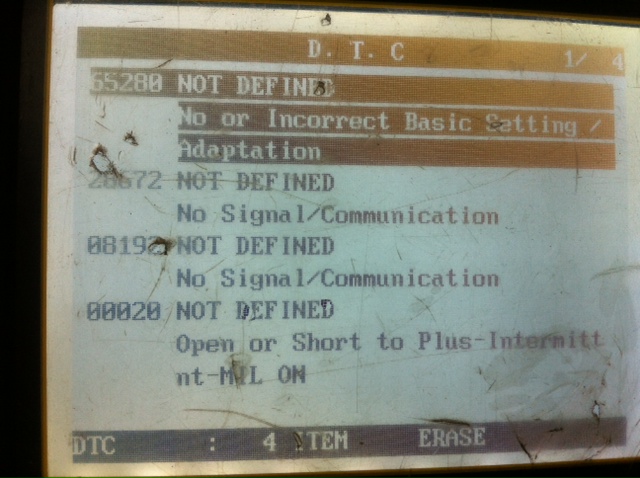 D. T. C 1/ 4
65280 NOT DEFINED
No or Incorrect Basic Setting /
Adaptation
28672 NOT DEFINED
No Signal/Communication
08192 NOT DEFINED
No Signal/Communication
00020 NOT DEFINED
Open or Short to Plus-Intermitt
nt-MIL ON
DTC : 4 ITEM ERASE